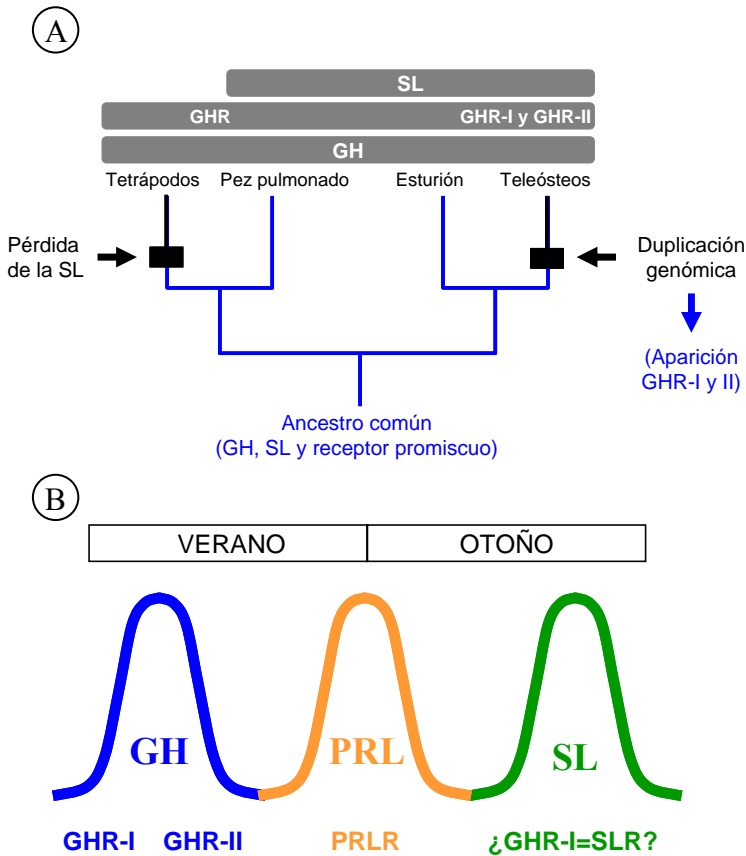 A
SL
GHR GHR-I y GHR-II
GH
Tetrápodos Pez pulmonado Esturión Teleósteos
Pérdida
de la SL
Duplicación
genómica
(Aparición
GHR-I y II)
Ancestro común
(GH, SL y receptor promiscuo)
B
VERANO OTOÑO
GH PRL SL
GHR-I GHR-II PRLR ¿GHR-I=SLR?